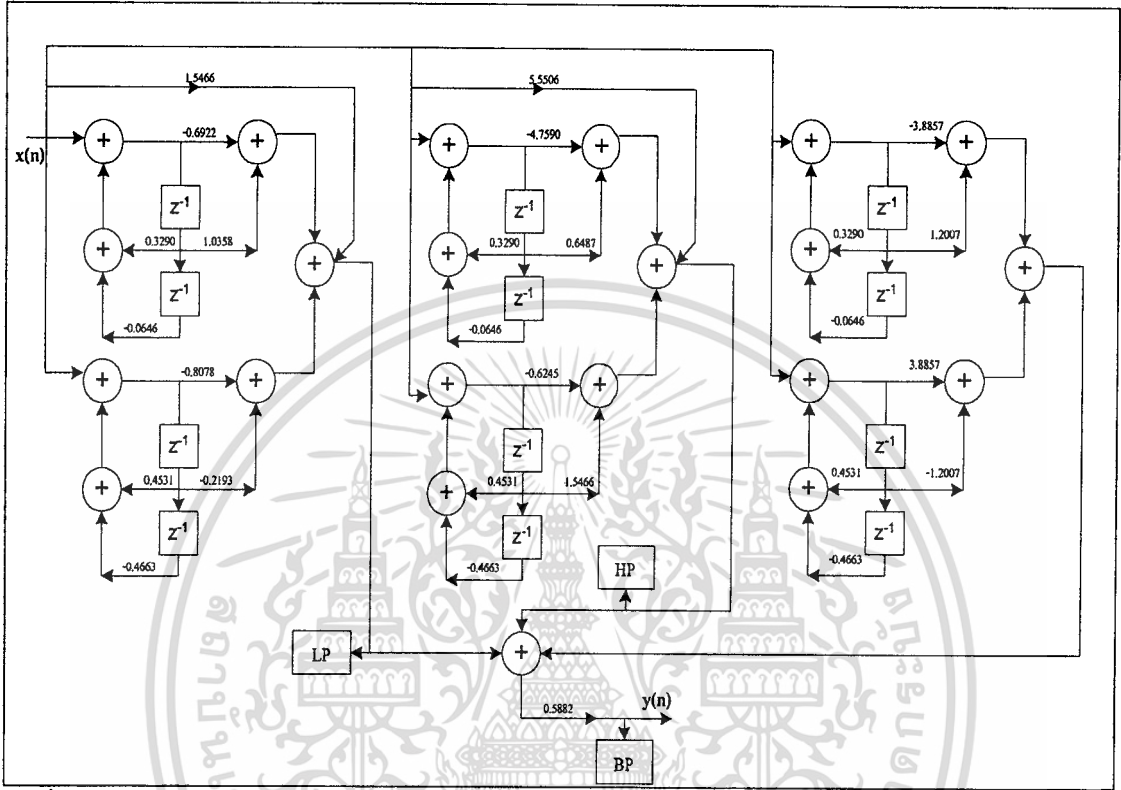 1.5466
5.5506
-0.6922
-4.7590
-3.8857
+
+
+
+
+
+
x(n)
z⁻¹
z⁻¹
z⁻¹
0.3290
1.0358
0.3290
0.6487
0.3290
1.2007
+
+
+
+
+
+
z⁻¹
z⁻¹
z⁻¹
-0.0646
-0.0646
-0.0646
-0.8078
-0.6245
3.8857
+
+
+
+
+
+
z⁻¹
z⁻¹
z⁻¹
0.4531
-0.2193
0.4531
1.5466
0.4531
-1.2007
+
+
+
z⁻¹
z⁻¹
z⁻¹
-0.4663
-0.4663
-0.4663
HP
LP
+
0.5882
y(n)
BP